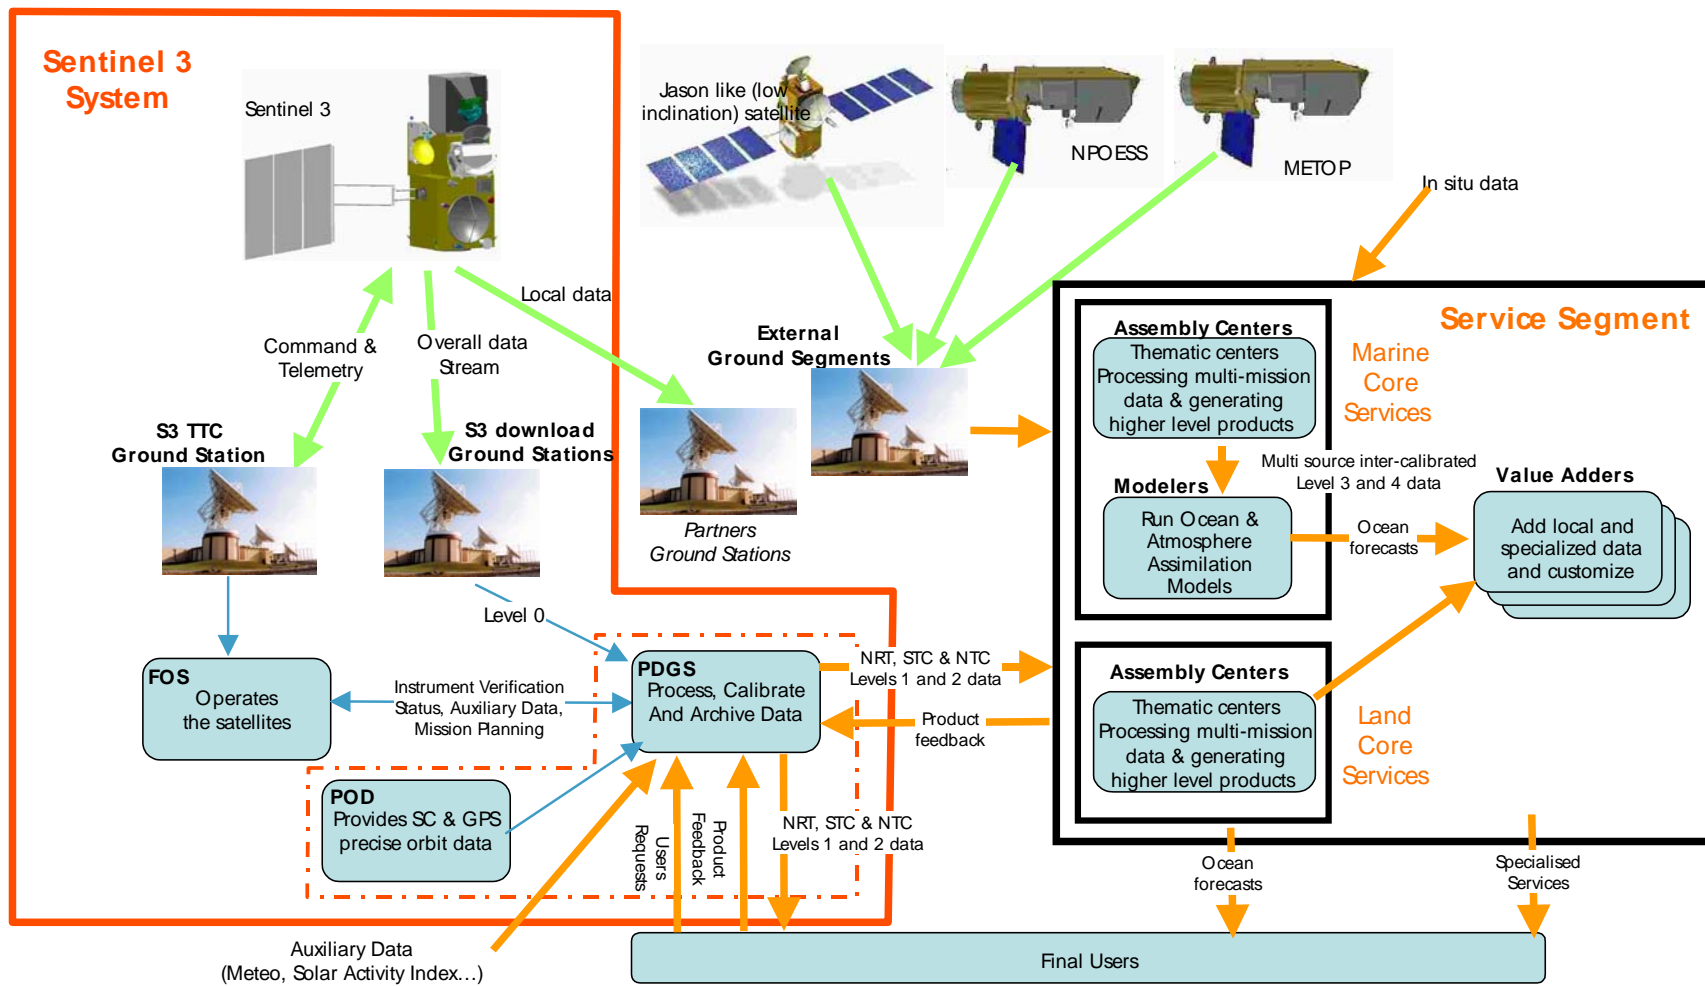 Sentinel 3
System
Sentinel 3
Jason like (low
inclination) satellite
NPOESS
METOP
In situ data
Local data
Command &
Telemetry
Overall data
Stream
External
Ground Segments
S3 TTC
Ground Station
S3 download
Ground Stations
Partners
Ground Stations
Service Segment
Assembly Centers
Thematic centers
Processing multi-mission
data & generating
higher level products
Marine
Core
Services
Multi source inter-calibrated
Level 3 and 4 data
Modelers
Run Ocean &
Atmosphere
Assimilation
Models
Ocean
forecasts
Value Adders
Add local and
specialized data
and customize
Level 0
FOS
Operates
the satellites
Instrument Verification
Status, Auxiliary Data,
Mission Planning
PDGS
Process, Calibrate
And Archive Data
NRT, STC & NTC
Levels 1 and 2 data
Product
feedback
Assembly Centers
Thematic centers
Processing multi-mission
data & generating
higher level products
Land
Core
Services
POD
Provides SC & GPS
precise orbit data
Users
Requests
Product
Feedback
NRT, STC & NTC
Levels 1 and 2 data
Ocean
forecasts
Specialised
Services
Auxiliary Data
(Meteo, Solar Activity Index…)
Final Users